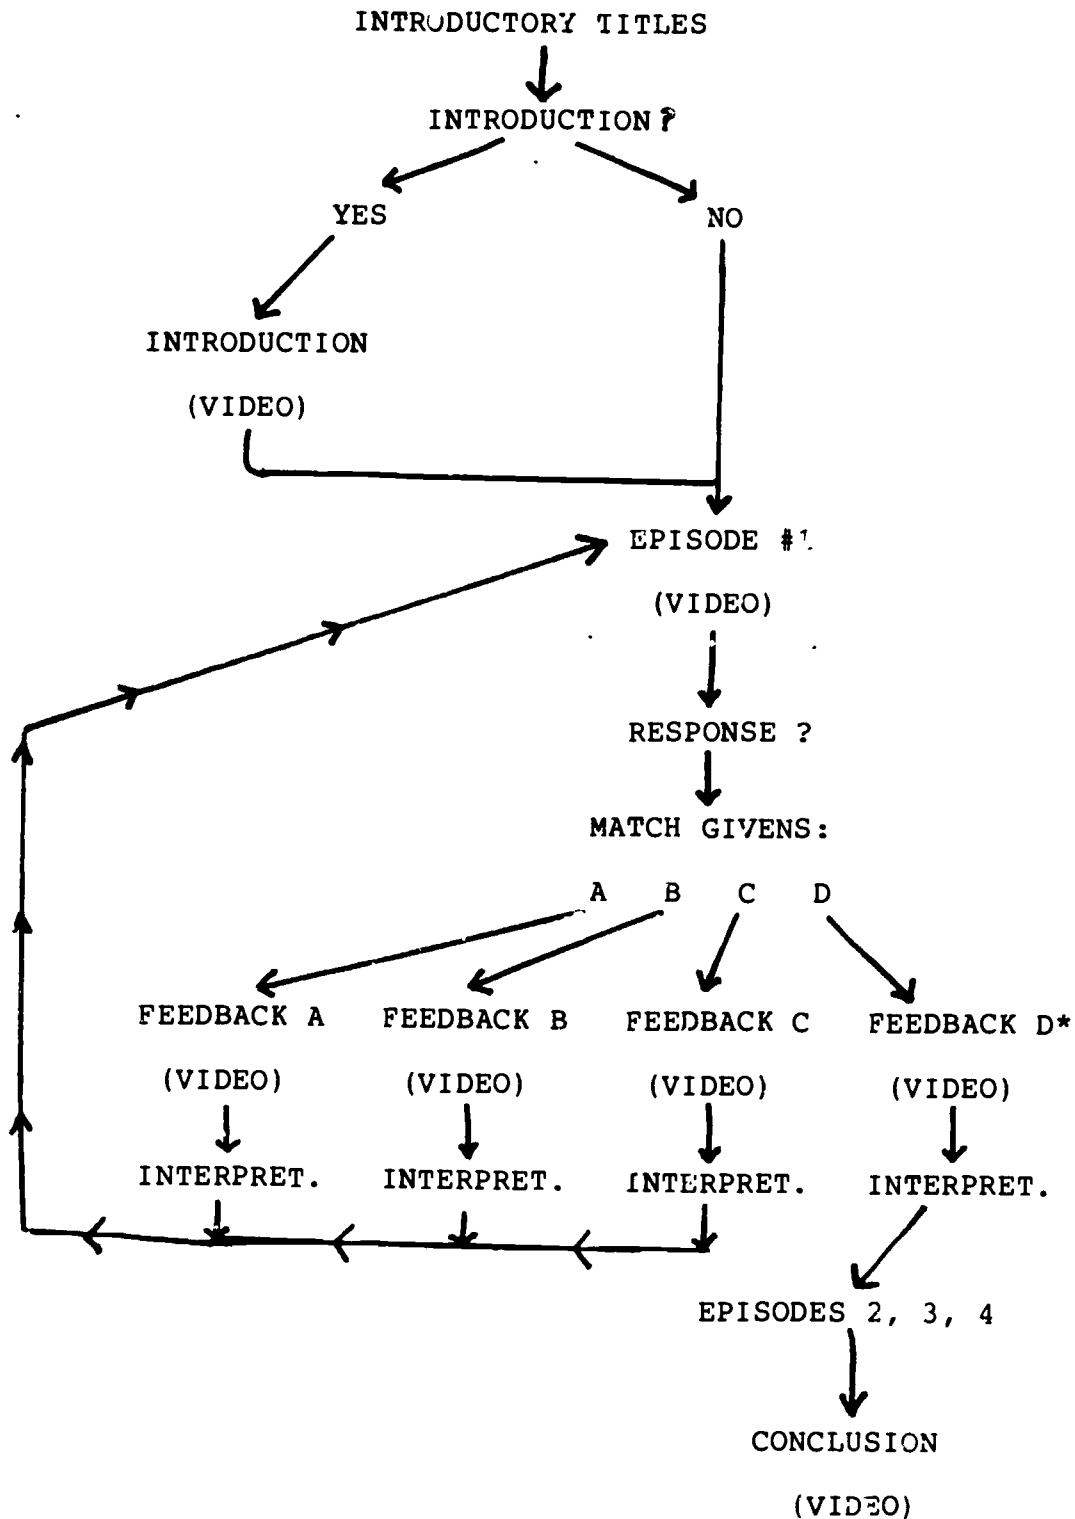 INTRODUCTORY TITLES
INTRODUCTION?
YES
NO
INTRODUCTION
(VIDEO)
EPISODE #1
(VIDEO)
RESPONSE ?
MATCH GIVENS:
A B C D
FEEDBACK A FEEDBACK B FEEDBACK C FEEDBACK D*
(VIDEO) (VIDEO) (VIDEO) (VIDEO)
INTERPRET. INTERPRET. INTERPRET. INTERPRET.
EPISODES 2, 3, 4
CONCLUSION
(VIDEO)